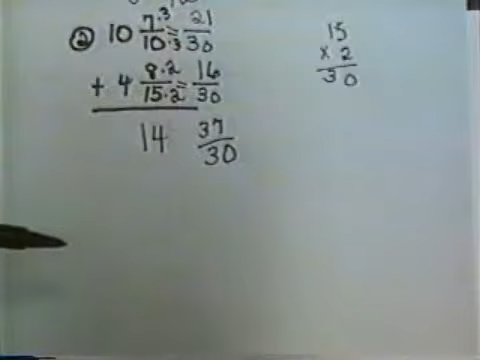 ② 10 7·3/10·3 = 21/30
+ 4 8·2/15·2 = 16/30
14 37/30
15
× 2
30